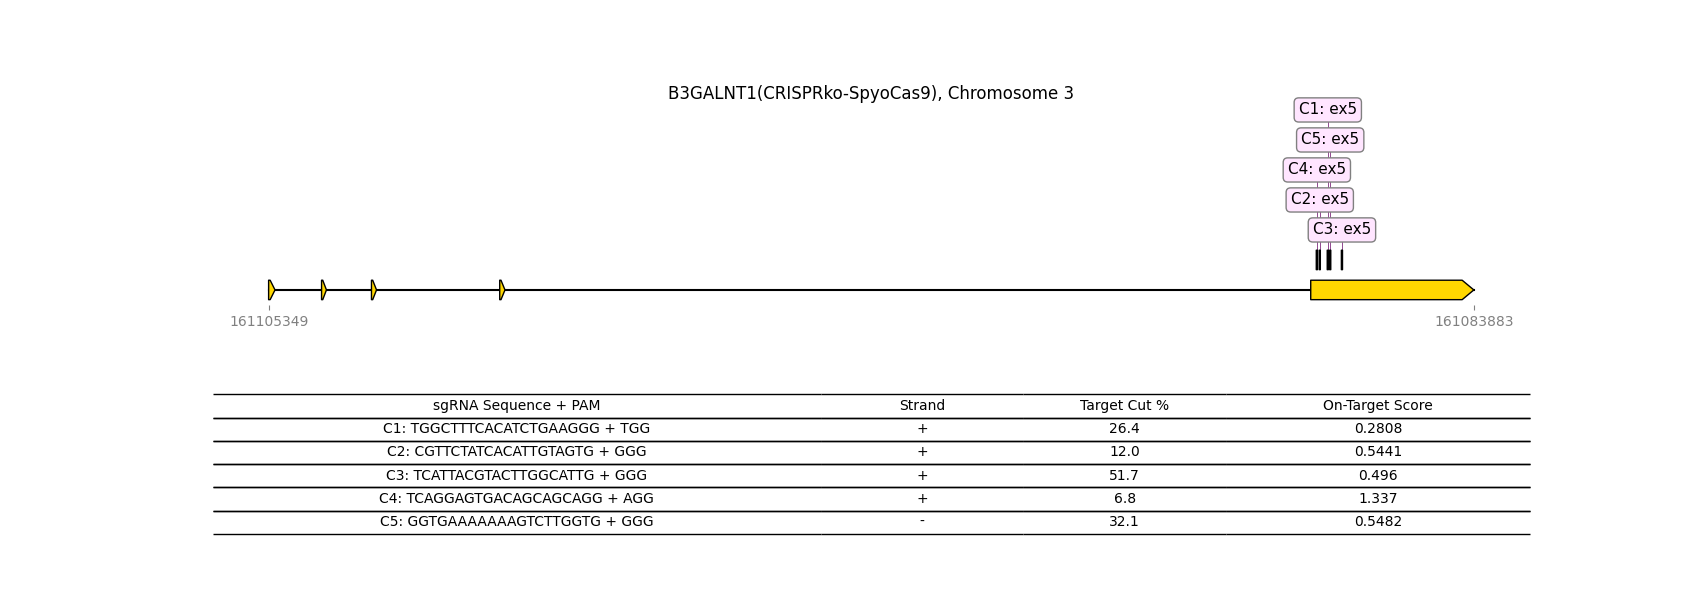 B3GALNT1(CRISPRko-SpyoCas9), Chromosome 3
C1: ex5
C5: ex5
C4: ex5
C2: ex5
C3: ex5
161105349 161083883
sgRNA Sequence + PAM Strand Target Cut % On-Target Score
C1: TGGCTTTCACATCTGAAGGG + TGG + 26.4 0.2808
C2: CGTTCTATCACATTGTAGTG + GGG + 12.0 0.5441
C3: TCATTACGTACTTGGCATTG + GGG + 51.7 0.496
C4: TCAGGAGTGACAGCAGCAGG + AGG + 6.8 1.337
C5: GGTGAAAAAAAGTCTTGGTG + GGG - 32.1 0.5482